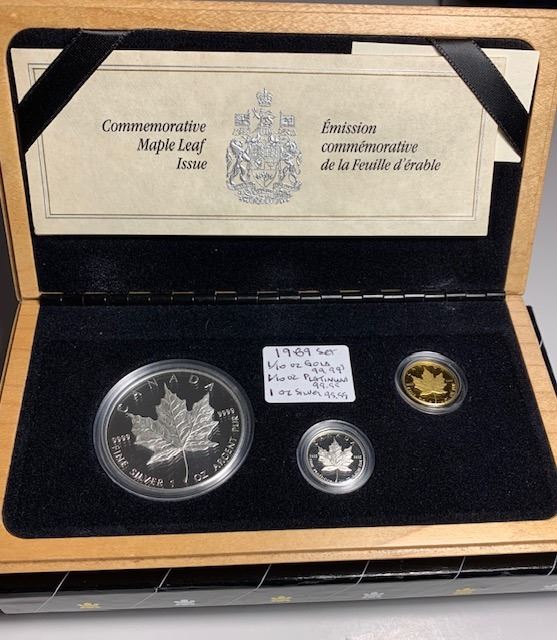 Commemorative
Maple Leaf
Issue
Émission
commémorative
de la Feuille d'érable
1989 SET
1/10 OZ GOLD
99.99
1/10 OZ PLATINUM
99.95
1 OZ SILVER 99.99
CANADA
9999 9999
FINE SILVER 1 OZ ARGENT PUR
CANADA